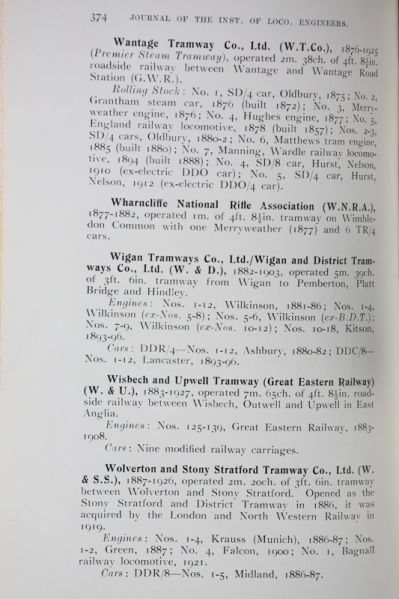 374 JOURNAL OF THE INST. OF LOCO. ENGINEERS.
Wantage Tramway Co., Ltd. (W.T.Co.), 1876-1925
(Premier Steam Tramway), operated 2m. 38ch. of 4ft. 8½in.
roadside railway between Wantage and Wantage Road
Station (G.W.R.).
Rolling Stock: No. 1, SD/4 car, Oldbury, 1875; No. 2,
Grantham steam car, 1876 (built 1872); No. 3, Merry-
weather engine, 1876; No. 4, Hughes engine, 1877; No. 5,
England railway locomotive, 1878 (built 1857); Nos. 2-3,
SD/4 cars, Oldbury, 1880-2; No. 6, Matthews tram engine,
1885 (built 1880); No. 7, Manning, Wardle railway locomo-
tive, 1894 (built 1888); No. 4, SD/8 car, Hurst, Nelson,
1910 (ex-electric DDO car); No. 5, SD/4 car, Hurst,
Nelson, 1912 (ex-electric DDO/4 car).
Wharncliffe National Rifle Association (W.N.R.A.),
1877-1882, operated 1m. of 4ft. 8½in. tramway on Wimble-
don Common with one Merryweather (1877) and 6 TR/4
cars.
Wigan Tramways Co., Ltd./Wigan and District Tram-
ways Co., Ltd. (W. & D.), 1882-1903, operated 5m. 39ch.
of 3ft. 6in. tramway from Wigan to Pemberton, Platt
Bridge and Hindley.
Engines: Nos. 1-12, Wilkinson, 1881-86; Nos. 1-4,
Wilkinson (ex-Nos. 5-8); Nos. 5-6, Wilkinson (ex-B.D.T.);
Nos. 7-9, Wilkinson (ex-Nos. 10-12); Nos. 10-18, Kitson,
1893-96.
Cars: DDR/4—Nos. 1-12, Ashbury, 1880-82; DDC/8—
Nos. 1-12, Lancaster, 1893-96.
Wisbech and Upwell Tramway (Great Eastern Railway)
(W. & U.), 1883-1927, operated 7m. 65ch. of 4ft. 8½in. road-
side railway between Wisbech, Outwell and Upwell in East
Anglia.
Engines: Nos. 125-139, Great Eastern Railway, 1883-
1908.
Cars: Nine modified railway carriages.
Wolverton and Stony Stratford Tramway Co., Ltd. (W.
& S.S.), 1887-1926, operated 2m. 20ch. of 3ft. 6in. tramway
between Wolverton and Stony Stratford. Opened as the
Stony Stratford and District Tramway in 1886, it was
acquired by the London and North Western Railway in
1919.
Engines: Nos. 1-4, Krauss (Munich), 1886-87; Nos.
1-2, Green, 1887; No. 4, Falcon, 1900; No. 1, Bagnall
railway locomotive, 1921.
Cars: DDR/8—Nos. 1-5, Midland, 1886-87.